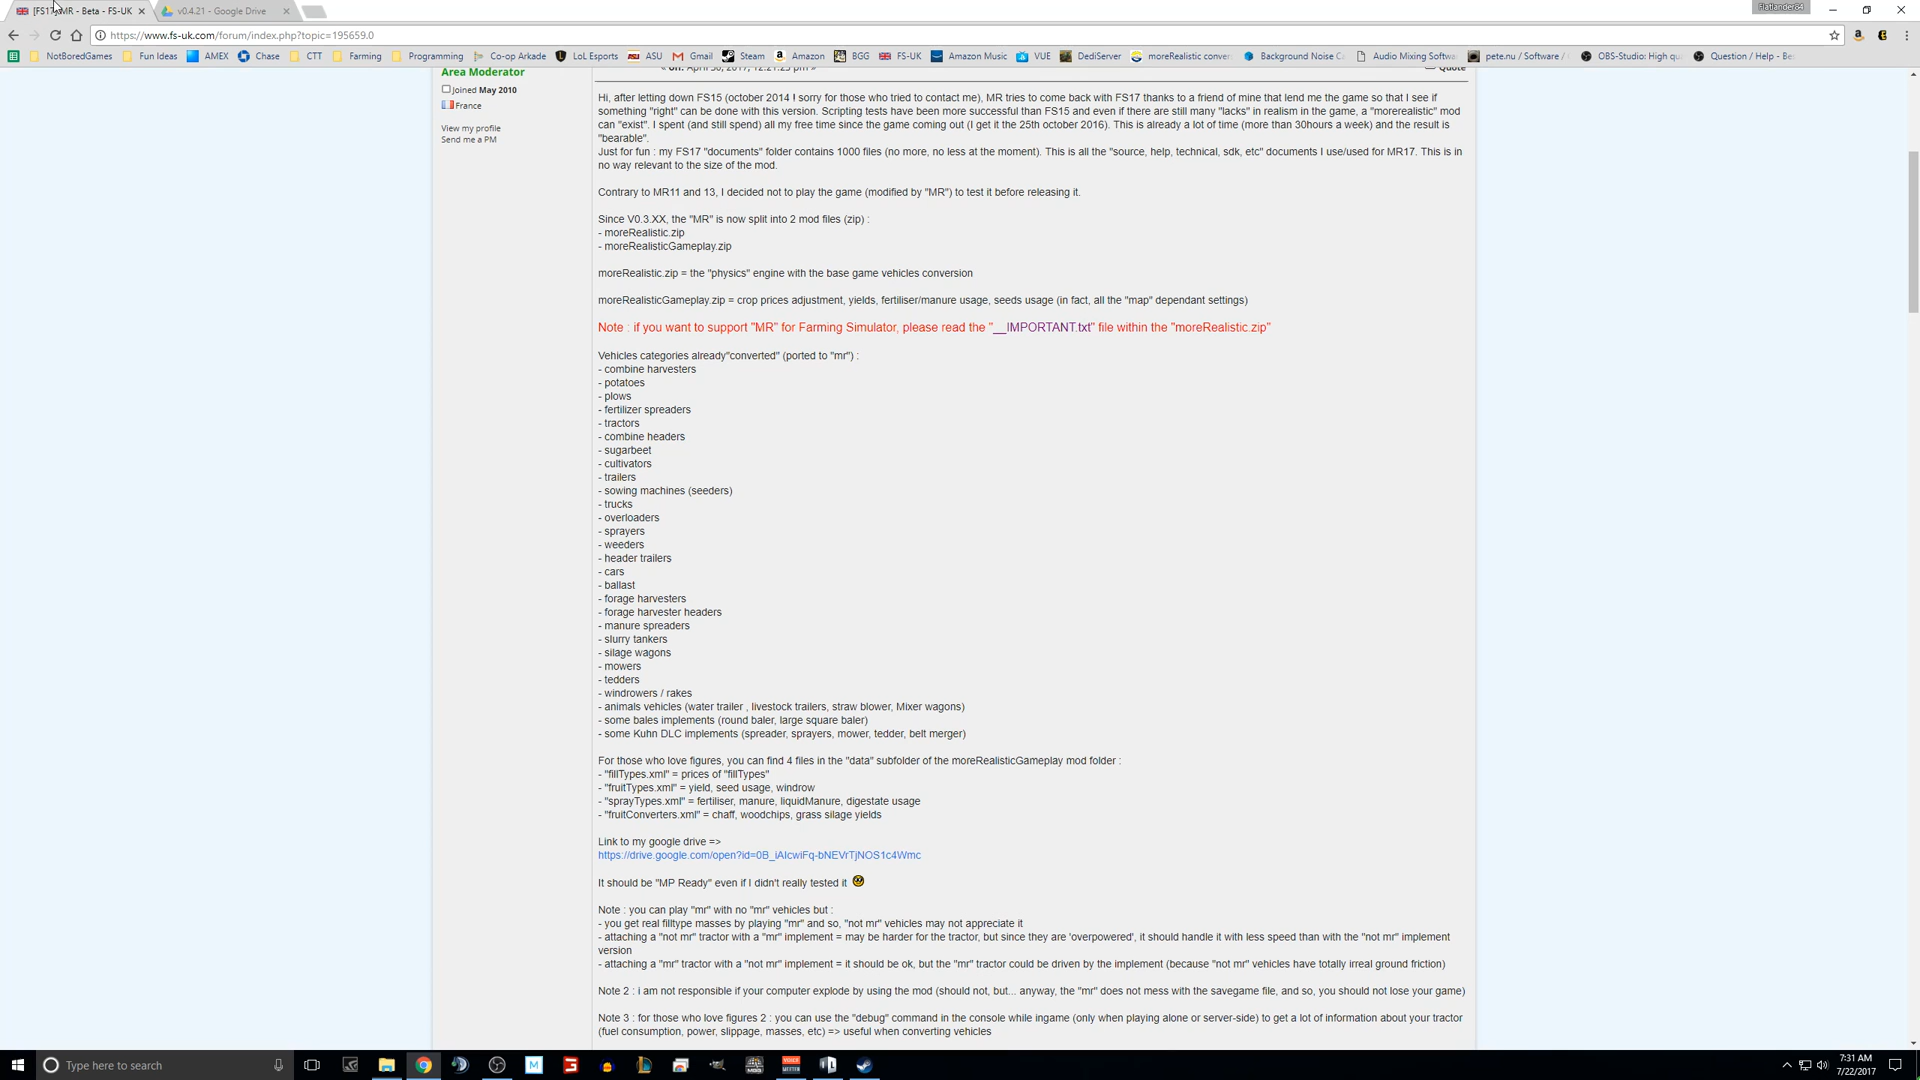 [FS17] MR - Beta - FS-UK
v0.4.21 - Google Drive
Flatlander84
https://www.fs-uk.com/forum/index.php?topic=195659.0
NotBoredGames
Fun Ideas
AMEX
Chase
CTT
Farming
Programming
Co-op Arkade
LoL Esports
ASU
Gmail
Steam
Amazon
BGG
FS-UK
Amazon Music
VUE
DediServer
moreRealistic conver
Background Noise C
Audio Mixing Softwa
pete.nu / Software /
OBS-Studio: High qu
Question / Help - Be
Area Moderator
Joined May 2010
France
View my profile
Send me a PM
« on: April 30, 2017, 12:21:25 pm »
Quote
Hi, after letting down FS15 (october 2014 ! sorry for those who tried to contact me), MR tries to come back with FS17 thanks to a friend of mine that lend me the game so that I see if
something "right" can be done with this version. Scripting tests have been more successful than FS15 and even if there are still many "lacks" in realism in the game, a "morerealistic" mod
can "exist". I spent (and still spend) all my free time since the game coming out (I get it the 25th october 2016). This is already a lot of time (more than 30hours a week) and the result is
"bearable".
Just for fun : my FS17 "documents" folder contains 1000 files (no more, no less at the moment). This is all the "source, help, technical, sdk, etc" documents I use/used for MR17. This is in
no way relevant to the size of the mod.
Contrary to MR11 and 13, I decided not to play the game (modified by "MR") to test it before releasing it.
Since V0.3.XX, the "MR" is now split into 2 mod files (zip) :
- moreRealistic.zip
- moreRealisticGameplay.zip
moreRealistic.zip = the "physics" engine with the base game vehicles conversion
moreRealisticGameplay.zip = crop prices adjustment, yields, fertiliser/manure usage, seeds usage (in fact, all the "map" dependant settings)
Note : if you want to support "MR" for Farming Simulator, please read the "__IMPORTANT.txt" file within the "moreRealistic.zip"
Vehicles categories already"converted" (ported to "mr") :
- combine harvesters
- potatoes
- plows
- fertilizer spreaders
- tractors
- combine headers
- sugarbeet
- cultivators
- trailers
- sowing machines (seeders)
- trucks
- overloaders
- sprayers
- weeders
- header trailers
- cars
- ballast
- forage harvesters
- forage harvester headers
- manure spreaders
- slurry tankers
- silage wagons
- mowers
- tedders
- windrowers / rakes
- animals vehicles (water trailer , livestock trailers, straw blower, Mixer wagons)
- some bales implements (round baler, large square baler)
- some Kuhn DLC implements (spreader, sprayers, mower, tedder, belt merger)
For those who love figures, you can find 4 files in the "data" subfolder of the moreRealisticGameplay mod folder :
- "fillTypes.xml" = prices of "fillTypes"
- "fruitTypes.xml" = yield, seed usage, windrow
- "sprayTypes.xml" = fertiliser, manure, liquidManure, digestate usage
- "fruitConverters.xml" = chaff, woodchips, grass silage yields
Link to my google drive =>
https://drive.google.com/open?id=0B_iAIcwiFq-bNEVrTjNOS1c4Wmc
It should be "MP Ready" even if I didn't really tested it
Note : you can play "mr" with no "mr" vehicles but :
- you get real filltype masses by playing "mr" and so, "not mr" vehicles may not appreciate it
- attaching a "not mr" tractor with a "mr" implement = may be harder for the tractor, but since they are 'overpowered', it should handle it with less speed than with the "not mr" implement
version
- attaching a "mr" tractor with a "not mr" implement = it should be ok, but the "mr" tractor could be driven by the implement (because "not mr" vehicles have totally irreal ground friction)
Note 2 : i am not responsible if your computer explode by using the mod (should not, but... anyway, the "mr" does not mess with the savegame file, and so, you should not lose your game)
Note 3 : for those who love figures 2 : you can use the "debug" command in the console while ingame (only when playing alone or server-side) to get a lot of information about your tractor
(fuel consumption, power, slippage, masses, etc) => useful when converting vehicles
Type here to search
7:31 AM
7/22/2017